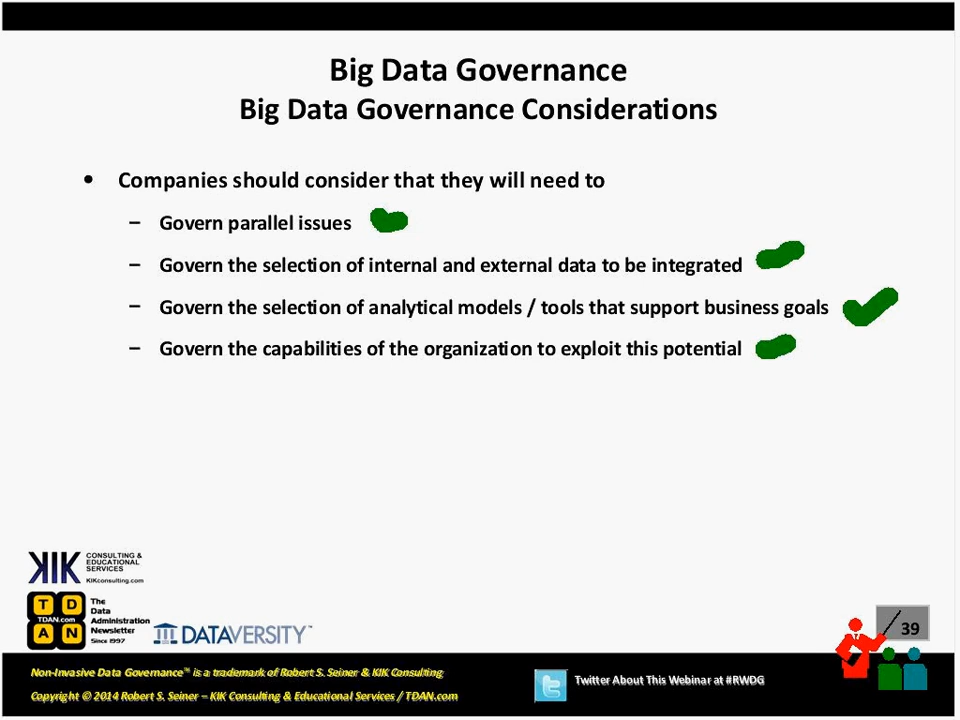 Big Data Governance
Big Data Governance Considerations
• Companies should consider that they will need to
– Govern parallel issues
– Govern the selection of internal and external data to be integrated
– Govern the selection of analytical models / tools that support business goals
– Govern the capabilities of the organization to exploit this potential
KIK CONSULTING &
EDUCATIONAL
SERVICES
KIKconsulting.com
T D
TDAN.com
A N
The
Data
Administration
Newsletter
Since 1997
DATAVERSITY™
39
Non-Invasive Data Governance™ is a trademark of Robert S. Seiner & KIK Consulting
Copyright © 2014 Robert S. Seiner – KIK Consulting & Educational Services / TDAN.com
Twitter About This Webinar at #RWDG